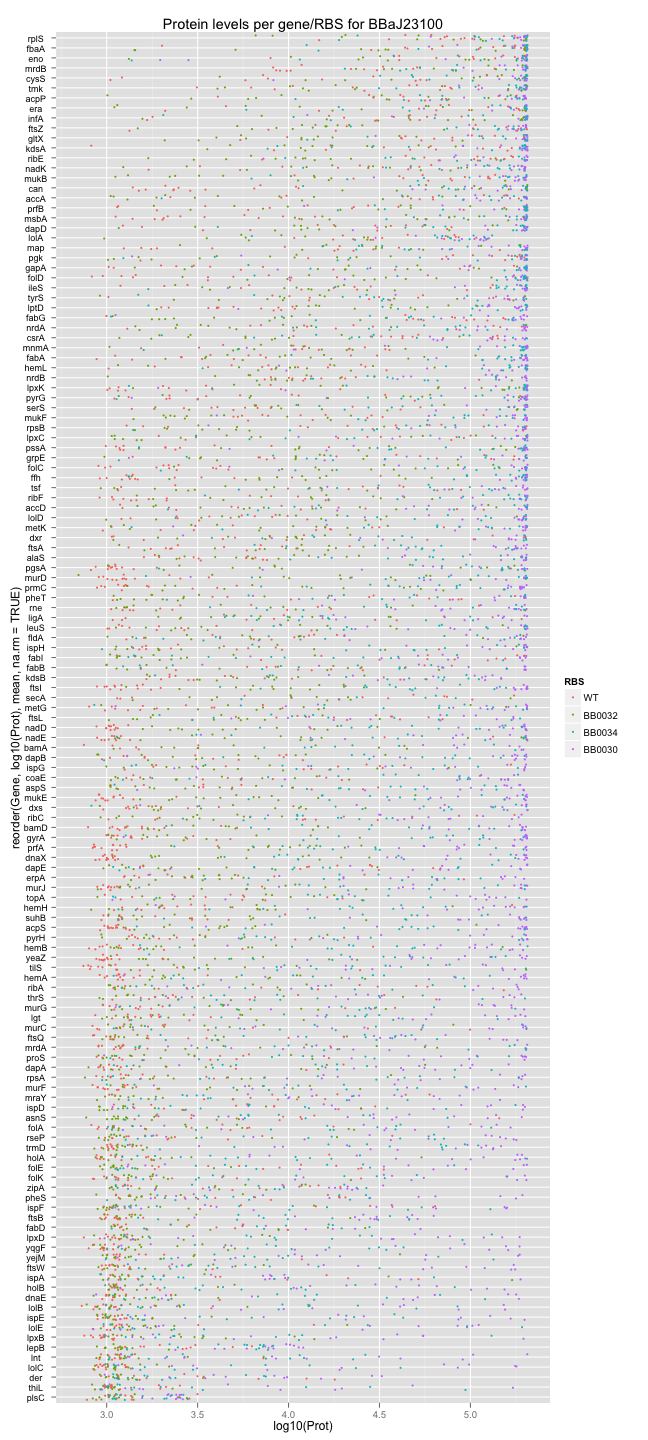 Protein levels per gene/RBS for BBaJ23100
reorder(Gene, log10(Prot), mean, na.rm = TRUE)
rplS
fbaA
eno
mrdB
cysS
tmk
acpP
era
infA
ftsZ
gltX
kdsA
ribE
nadK
mukB
can
accA
prfB
msbA
dapD
lolA
map
pgk
gapA
folD
ileS
tyrS
lptD
fabG
nrdA
csrA
mnmA
fabA
hemL
nrdB
lpxK
pyrG
serS
mukF
rpsB
lpxC
pssA
grpE
folC
ffh
tsf
ribF
accD
lolD
metK
dxr
ftsA
alaS
pgsA
murD
prmC
pheT
rne
ligA
leuS
fldA
ispH
fabI
fabB
kdsB
ftsI
secA
metG
ftsL
nadD
nadE
bamA
dapB
ispG
coaE
aspS
mukE
dxs
ribC
bamD
gyrA
prfA
dnaX
dapE
erpA
murJ
topA
hemH
suhB
acpS
pyrH
hemB
yeaZ
tilS
hemA
ribA
thrS
murG
lgt
murC
ftsQ
mrdA
proS
dapA
rpsA
murF
mraY
ispD
asnS
folA
rseP
trmD
holA
folE
folK
zipA
pheS
ispF
ftsB
fabD
lpxD
yqgF
yejM
ftsW
ispA
holB
dnaE
lolB
ispE
lolE
lpxB
lepB
lnt
lolC
der
thiL
plsC
3.0 3.5 4.0 4.5 5.0
log10(Prot)
RBS
WT
BB0032
BB0034
BB0030